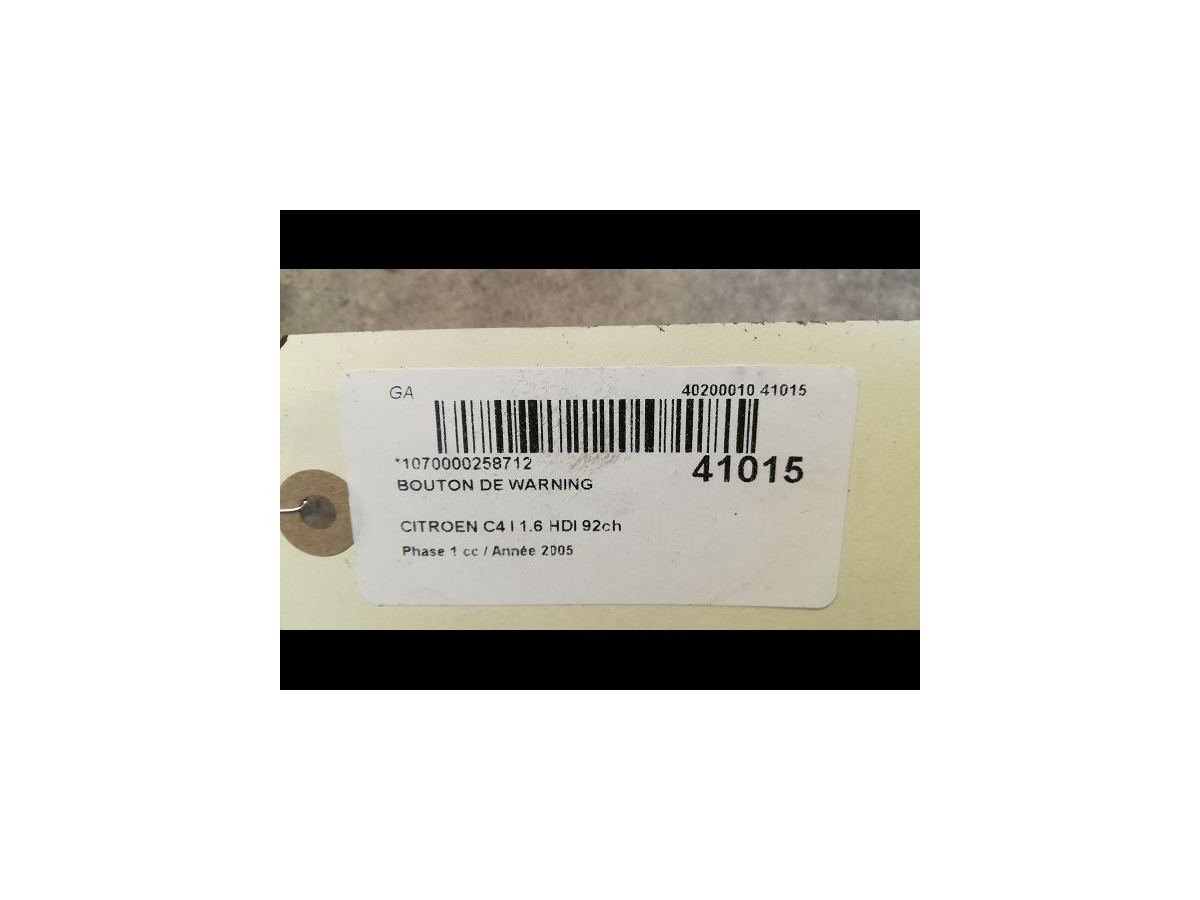 GA 40200010 41015
*1070000258712 41015
BOUTON DE WARNING
CITROEN C4 I 1.6 HDI 92ch
Phase 1 cc / Année 2005